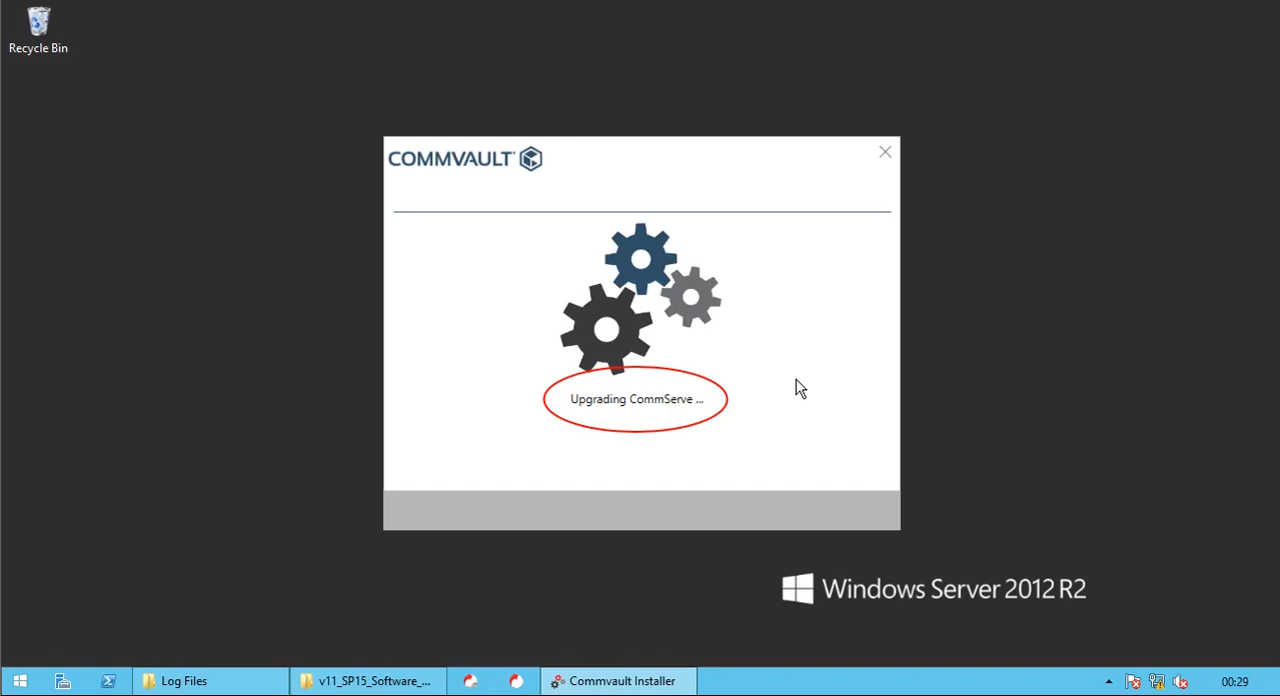 Recycle Bin
COMMVAULT
Upgrading CommServe ...
Windows Server 2012 R2
Log Files
v11_SP15_Software_...
Commvault Installer
00:29